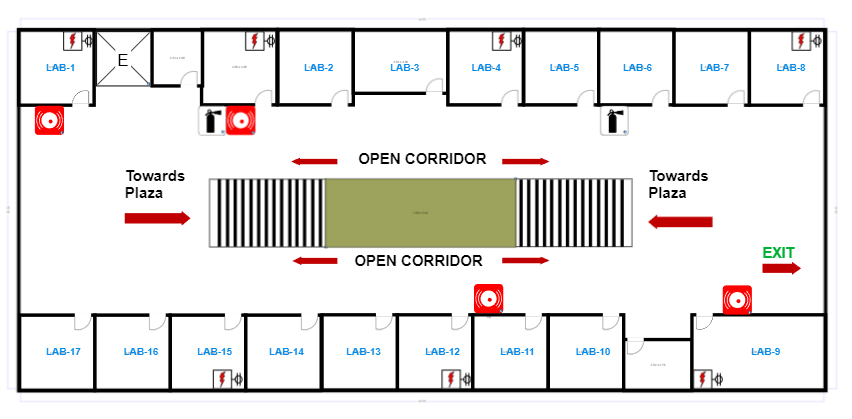 LAB-1
E
LAB-2
LAB-3
LAB-4
LAB-5
LAB-6
LAB-7
LAB-8
OPEN CORRIDOR
Towards
Plaza
Towards
Plaza
OPEN CORRIDOR
EXIT
LAB-17
LAB-16
LAB-15
LAB-14
LAB-13
LAB-12
LAB-11
LAB-10
LAB-9